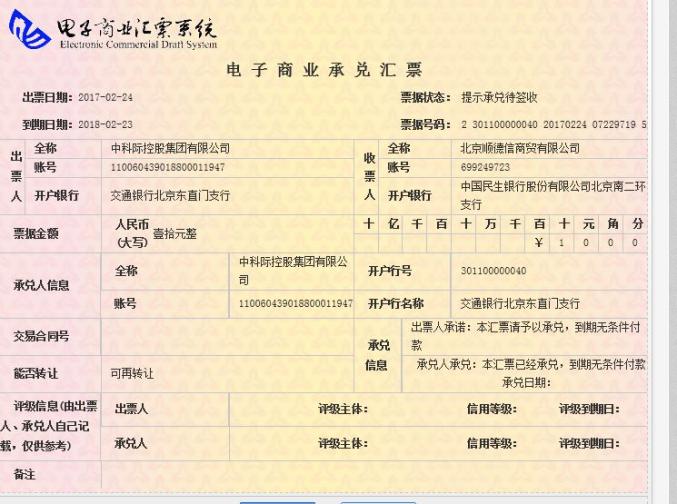 电子商业汇票系统
Electronic Commercial Draft System
电子商业承兑汇票
出票日期: 2017-02-24 票据状态: 提示承兑待签收
到期日期: 2018-02-23 票据号码: 2 301100000040 20170224 07229719 5
出票人 全称 中科际控股集团有限公司 收票人 全称 北京顺德信商贸有限公司
账号 110060439018800011947 账号 699249723
开户银行 交通银行北京东直门支行 开户银行 中国民生银行股份有限公司北京南二环
支行
票据金额 人民币
(大写) 壹拾元整 十 亿 千 百 十 万 千 百 十 元 角 分
¥ 1 0 0 0
承兑人信息 全称 中科际控股集团有限公
司 开户行号 301100000040
账号 110060439018800011947 开户行名称 交通银行北京东直门支行
交易合同号 承兑
信息 出票人承诺: 本汇票请予以承兑, 到期无条件付
款
能否转让 可再转让 承兑人承兑: 本汇票已经承兑, 到期无条件付款
承兑日期:
评级信息(由出票
人、承兑人自己记
载, 仅供参考) 出票人 评级主体: 信用等级: 评级到期日:
承兑人 评级主体: 信用等级: 评级到期日:
备注